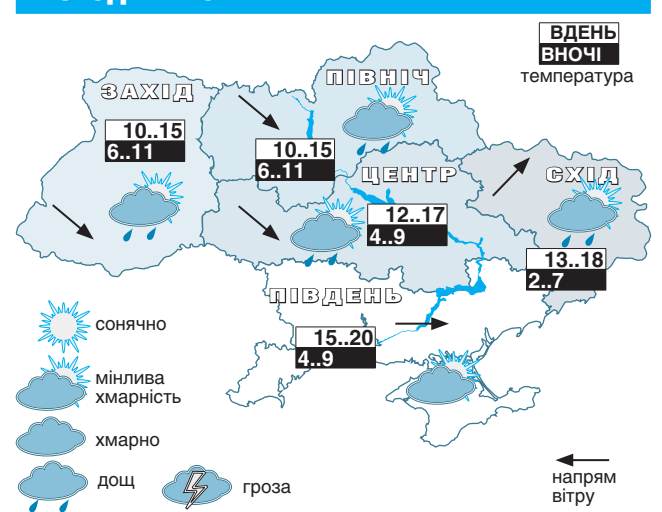 ВДЕНЬ
ВНОЧІ
температура
ПІВНІЧ
ЗАХІД
10..15
6..11
10..15
6..11
ЦЕНТР
СХІД
12..17
4..9
13..18
2..7
ПІВДЕНЬ
15..20
4..9
сонячно
мінлива
хмарність
хмарно
дощ
гроза
напрям
вітру